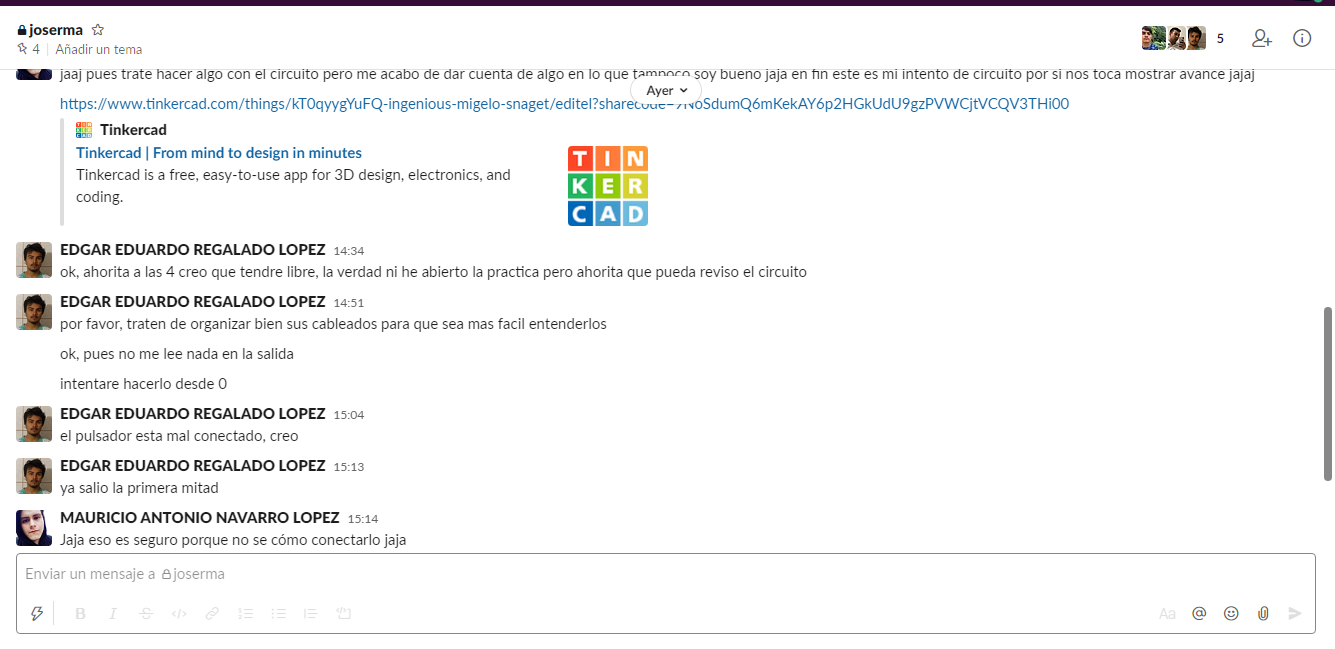 joserma
4 Añadir un tema
5
jaaj pues trate hacer algo con el circuito pero me acabo de dar cuenta de algo en lo que tampoco soy bueno jaja en fin este es mi intento de circuito por si nos toca mostrar avance jajaj
Ayer
https://www.tinkercad.com/things/kT0qyygYuFQ-ingenious-migelo-snaget/editel?sharecode=
Tinkercad
Tinkercad | From mind to design in minutes
Tinkercad is a free, easy-to-use app for 3D design, electronics, and
coding.
TIN
KER
CAD
EDGAR EDUARDO REGALADO LOPEZ 14:34
ok, ahorita a las 4 creo que tendre libre, la verdad ni he abierto la practica pero ahorita que pueda reviso el circuito
EDGAR EDUARDO REGALADO LOPEZ 14:51
por favor, traten de organizar bien sus cableados para que sea mas facil entenderlos
ok, pues no me lee nada en la salida
intentare hacerlo desde 0
EDGAR EDUARDO REGALADO LOPEZ 15:04
el pulsador esta mal conectado, creo
EDGAR EDUARDO REGALADO LOPEZ 15:13
ya salio la primera mitad
MAURICIO ANTONIO NAVARRO LOPEZ 15:14
Jaja eso es seguro porque no se cómo conectarlo jaja
Enviar un mensaje a joserma
B I S </> Aa @